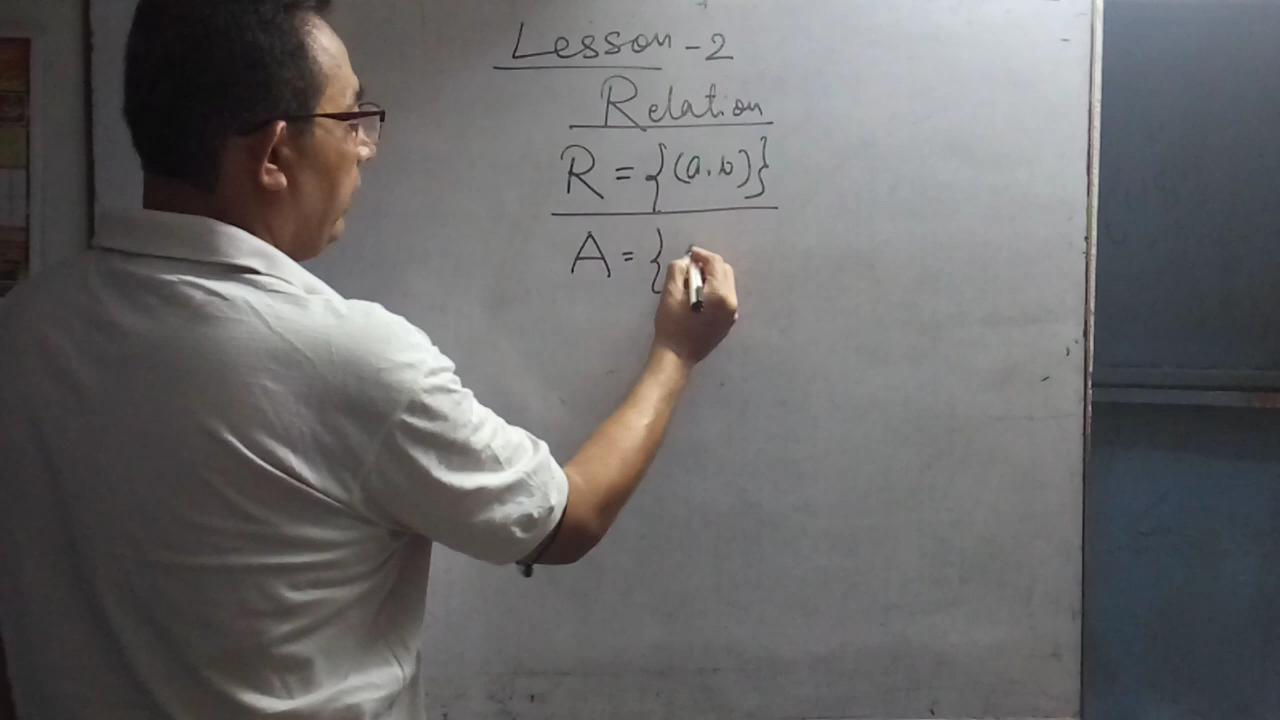 Lesson - 2
Relation
R = {(a, b)}
A = {